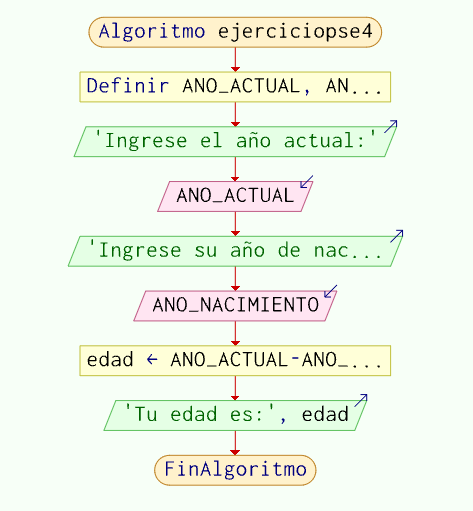 Algoritmo ejerciciopse4
Definir ANO_ACTUAL, AN...
'Ingrese el año actual:'
ANO_ACTUAL
'Ingrese su año de nac...
ANO_NACIMIENTO
edad ← ANO_ACTUAL-ANO_...
'Tu edad es:', edad
FinAlgoritmo